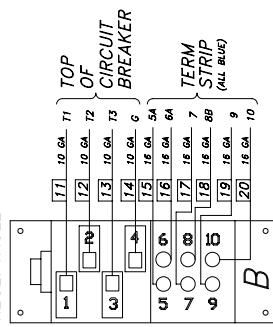 TOP
OF
CIRCUIT
BREAKER
TERM
STRIP
(ALL BLUE)
11 10 GA T1
12 10 GA T2
13 10 GA T3
14 10 GA G
15 16 GA 5A
16 16 GA 6A
17 16 GA 7
18 16 GA 8B
19 16 GA 9
20 16 GA 10
1 2
3 4
5 6
7 8
9 10
B